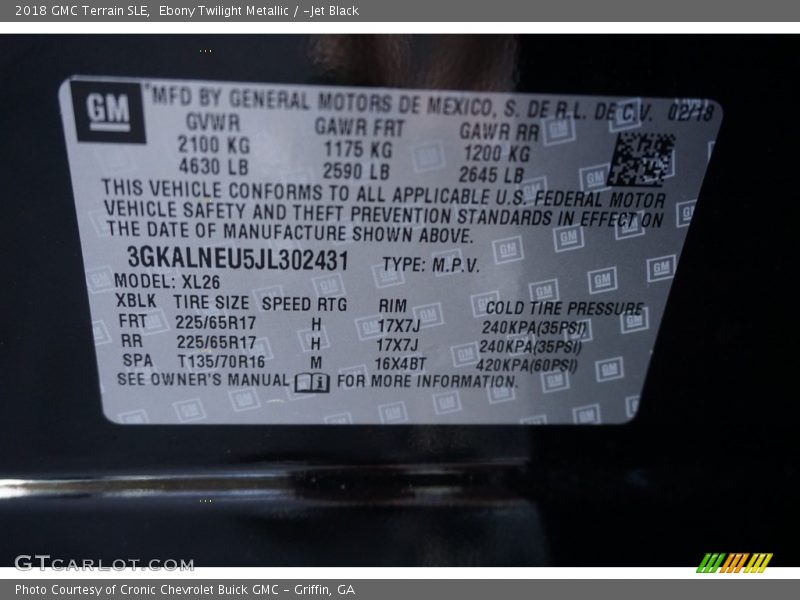 2018 GMC Terrain SLE,  Ebony Twilight Metallic / -Jet Black
GM
*MFD BY GENERAL MOTORS DE MEXICO, S. DE R.L. DE C.V. 02/18
GVWR GAWR FRT GAWR RR
2100 KG 1175 KG 1200 KG
4630 LB 2590 LB 2645 LB
THIS VEHICLE CONFORMS TO ALL APPLICABLE U.S. FEDERAL MOTOR
VEHICLE SAFETY AND THEFT PREVENTION STANDARDS IN EFFECT ON
THE DATE OF MANUFACTURE SHOWN ABOVE.
3GKALNEU5JL302431 TYPE: M.P.V.
MODEL: XL26
XBLK TIRE SIZE SPEED RTG RIM COLD TIRE PRESSURE
FRT 225/65R17 H 17X7J 240KPA(35PSI)
RR 225/65R17 H 17X7J 240KPA(35PSI)
SPA T135/70R16 M 16X4BT 420KPA(60PSI)
SEE OWNER'S MANUAL FOR MORE INFORMATION.
GTcarlot.com
Photo Courtesy of Cronic Chevrolet Buick GMC - Griffin, GA